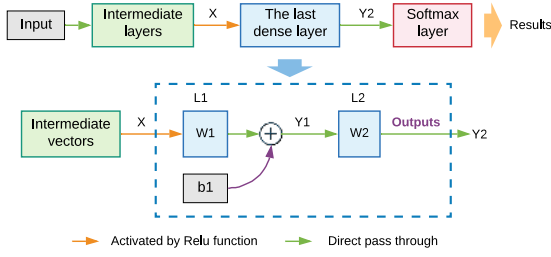 Input
Intermediate
layers
X
The last
dense layer
Y2
Softmax
layer
Results
Intermediate
vectors
X
L1
W1
Y1
L2
W2
Outputs
Y2
b1
Activated by Relu function
Direct pass through